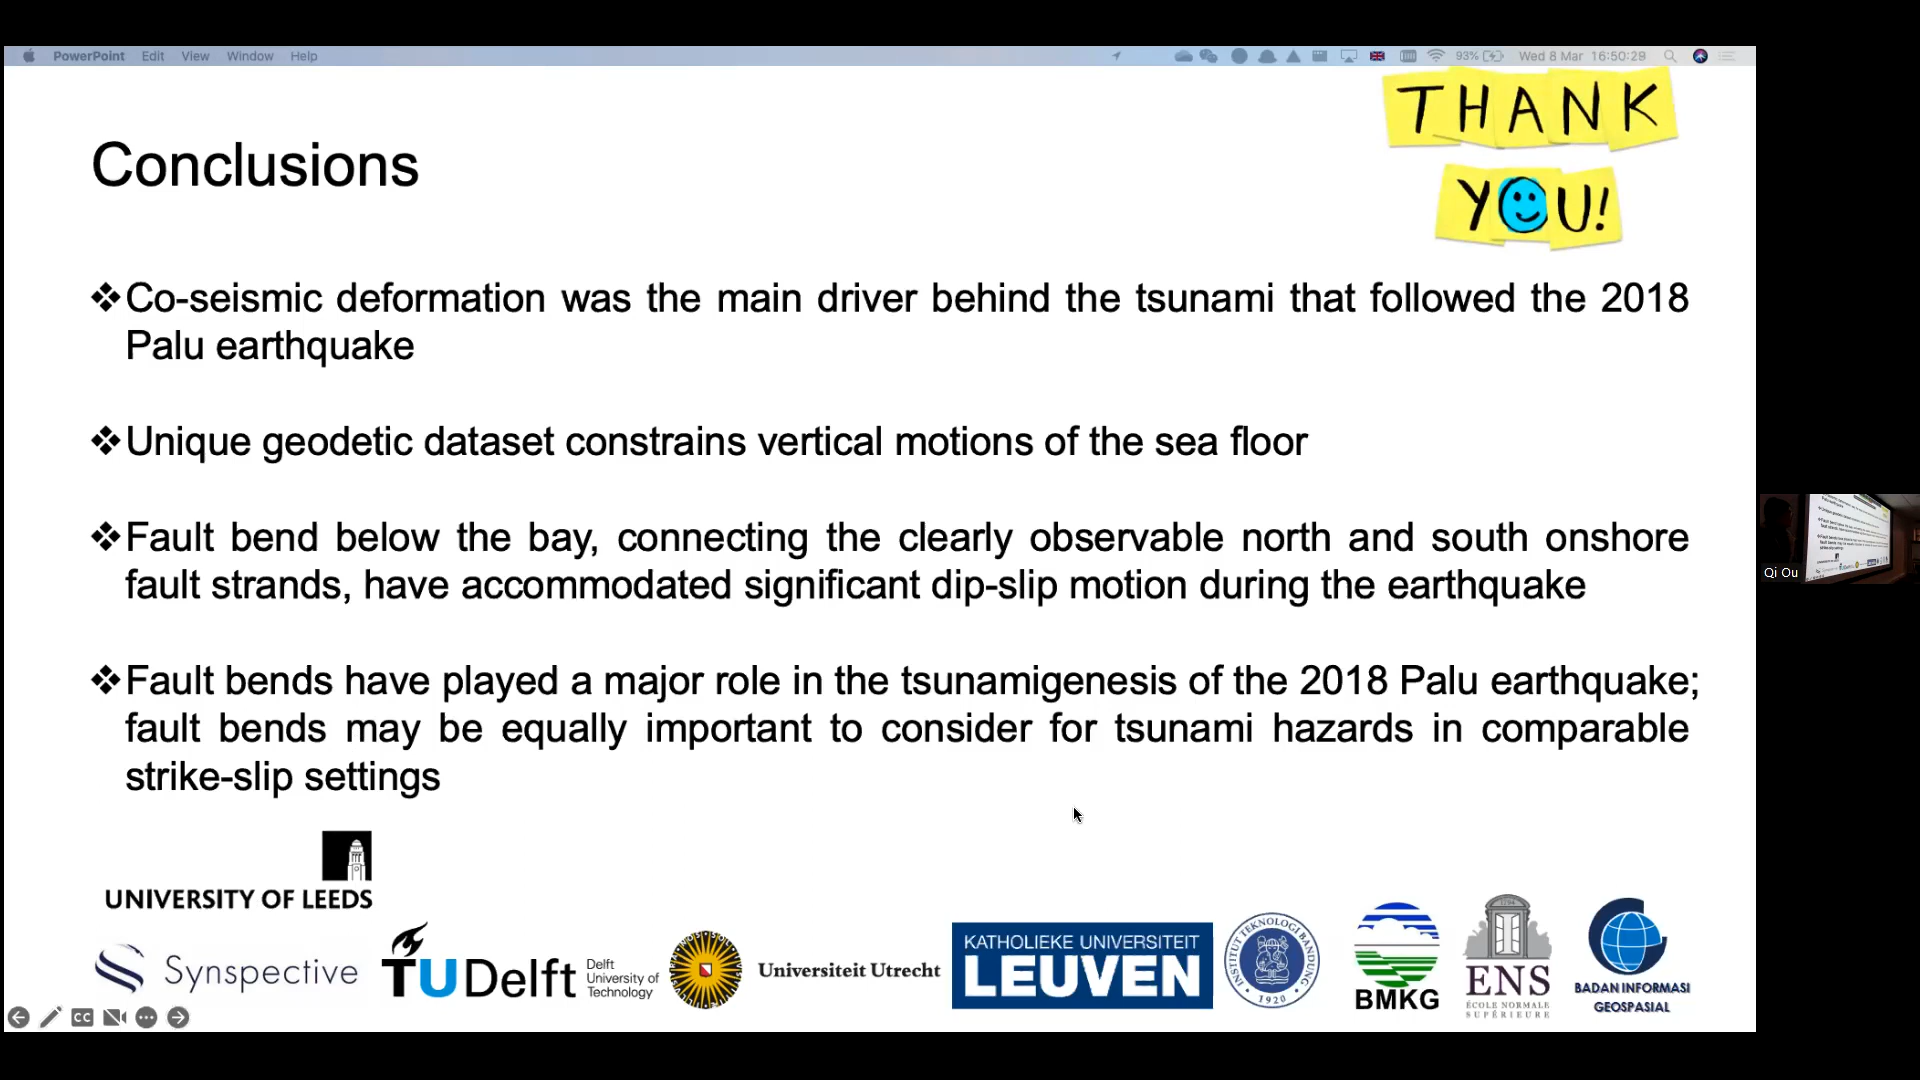 PowerPoint Edit View Window Help 93% Wed 8 Mar 16:50:29
THANK
YOU!
Conclusions
❖Co-seismic deformation was the main driver behind the tsunami that followed the 2018
Palu earthquake
❖Unique geodetic dataset constrains vertical motions of the sea floor
❖Fault bend below the bay, connecting the clearly observable north and south onshore
fault strands, have accommodated significant dip-slip motion during the earthquake
❖Fault bends have played a major role in the tsunamigenesis of the 2018 Palu earthquake;
fault bends may be equally important to consider for tsunami hazards in comparable
strike-slip settings
Qi Ou
UNIVERSITY OF LEEDS
Synspective
TUDelft
Delft
University of
Technology
Universiteit Utrecht
KATHOLIEKE UNIVERSITEIT
LEUVEN
INSTITUT TEKNOLOGI BANDUNG
1920
BMKG
ENS
ÉCOLE NORMALE
SUPÉRIEURE
BADAN INFORMASI
GEOSPASIAL
CC